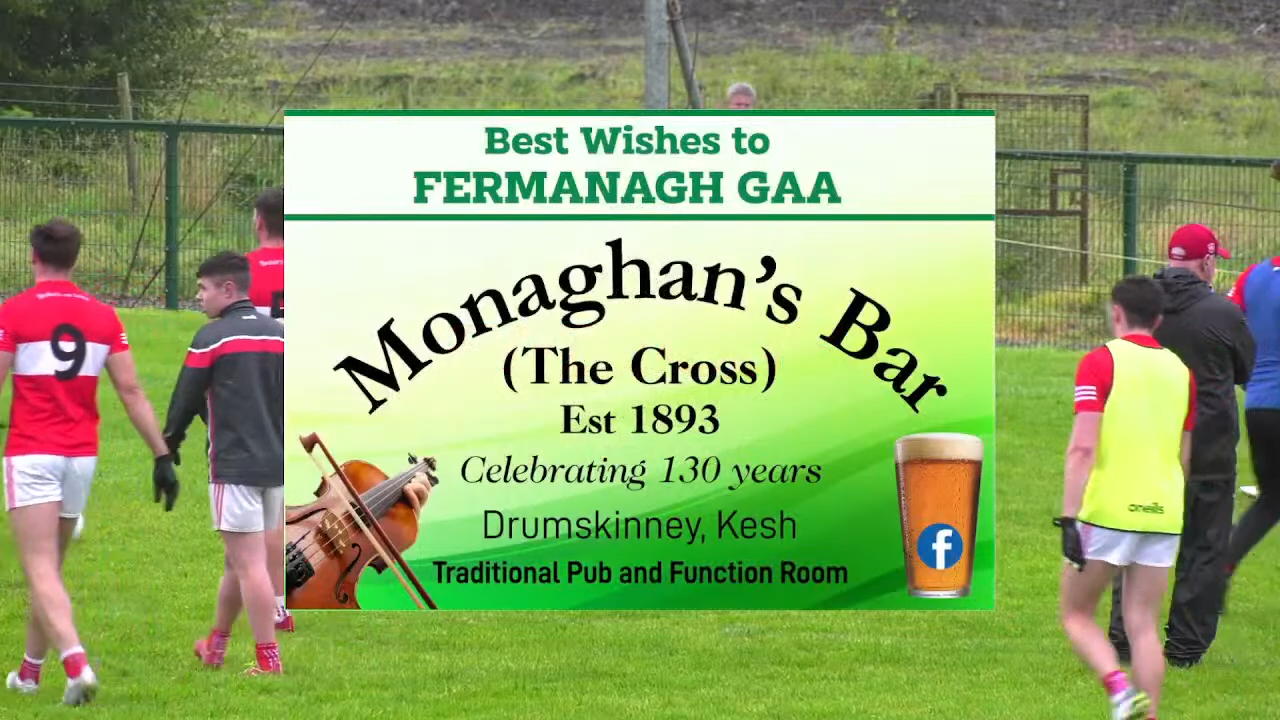 Best Wishes to
FERMANAGH GAA
Monaghan's Bar
(The Cross)
Est 1893
Celebrating 130 years
Drumskinney, Kesh
Traditional Pub and Function Room
f
9
oneills